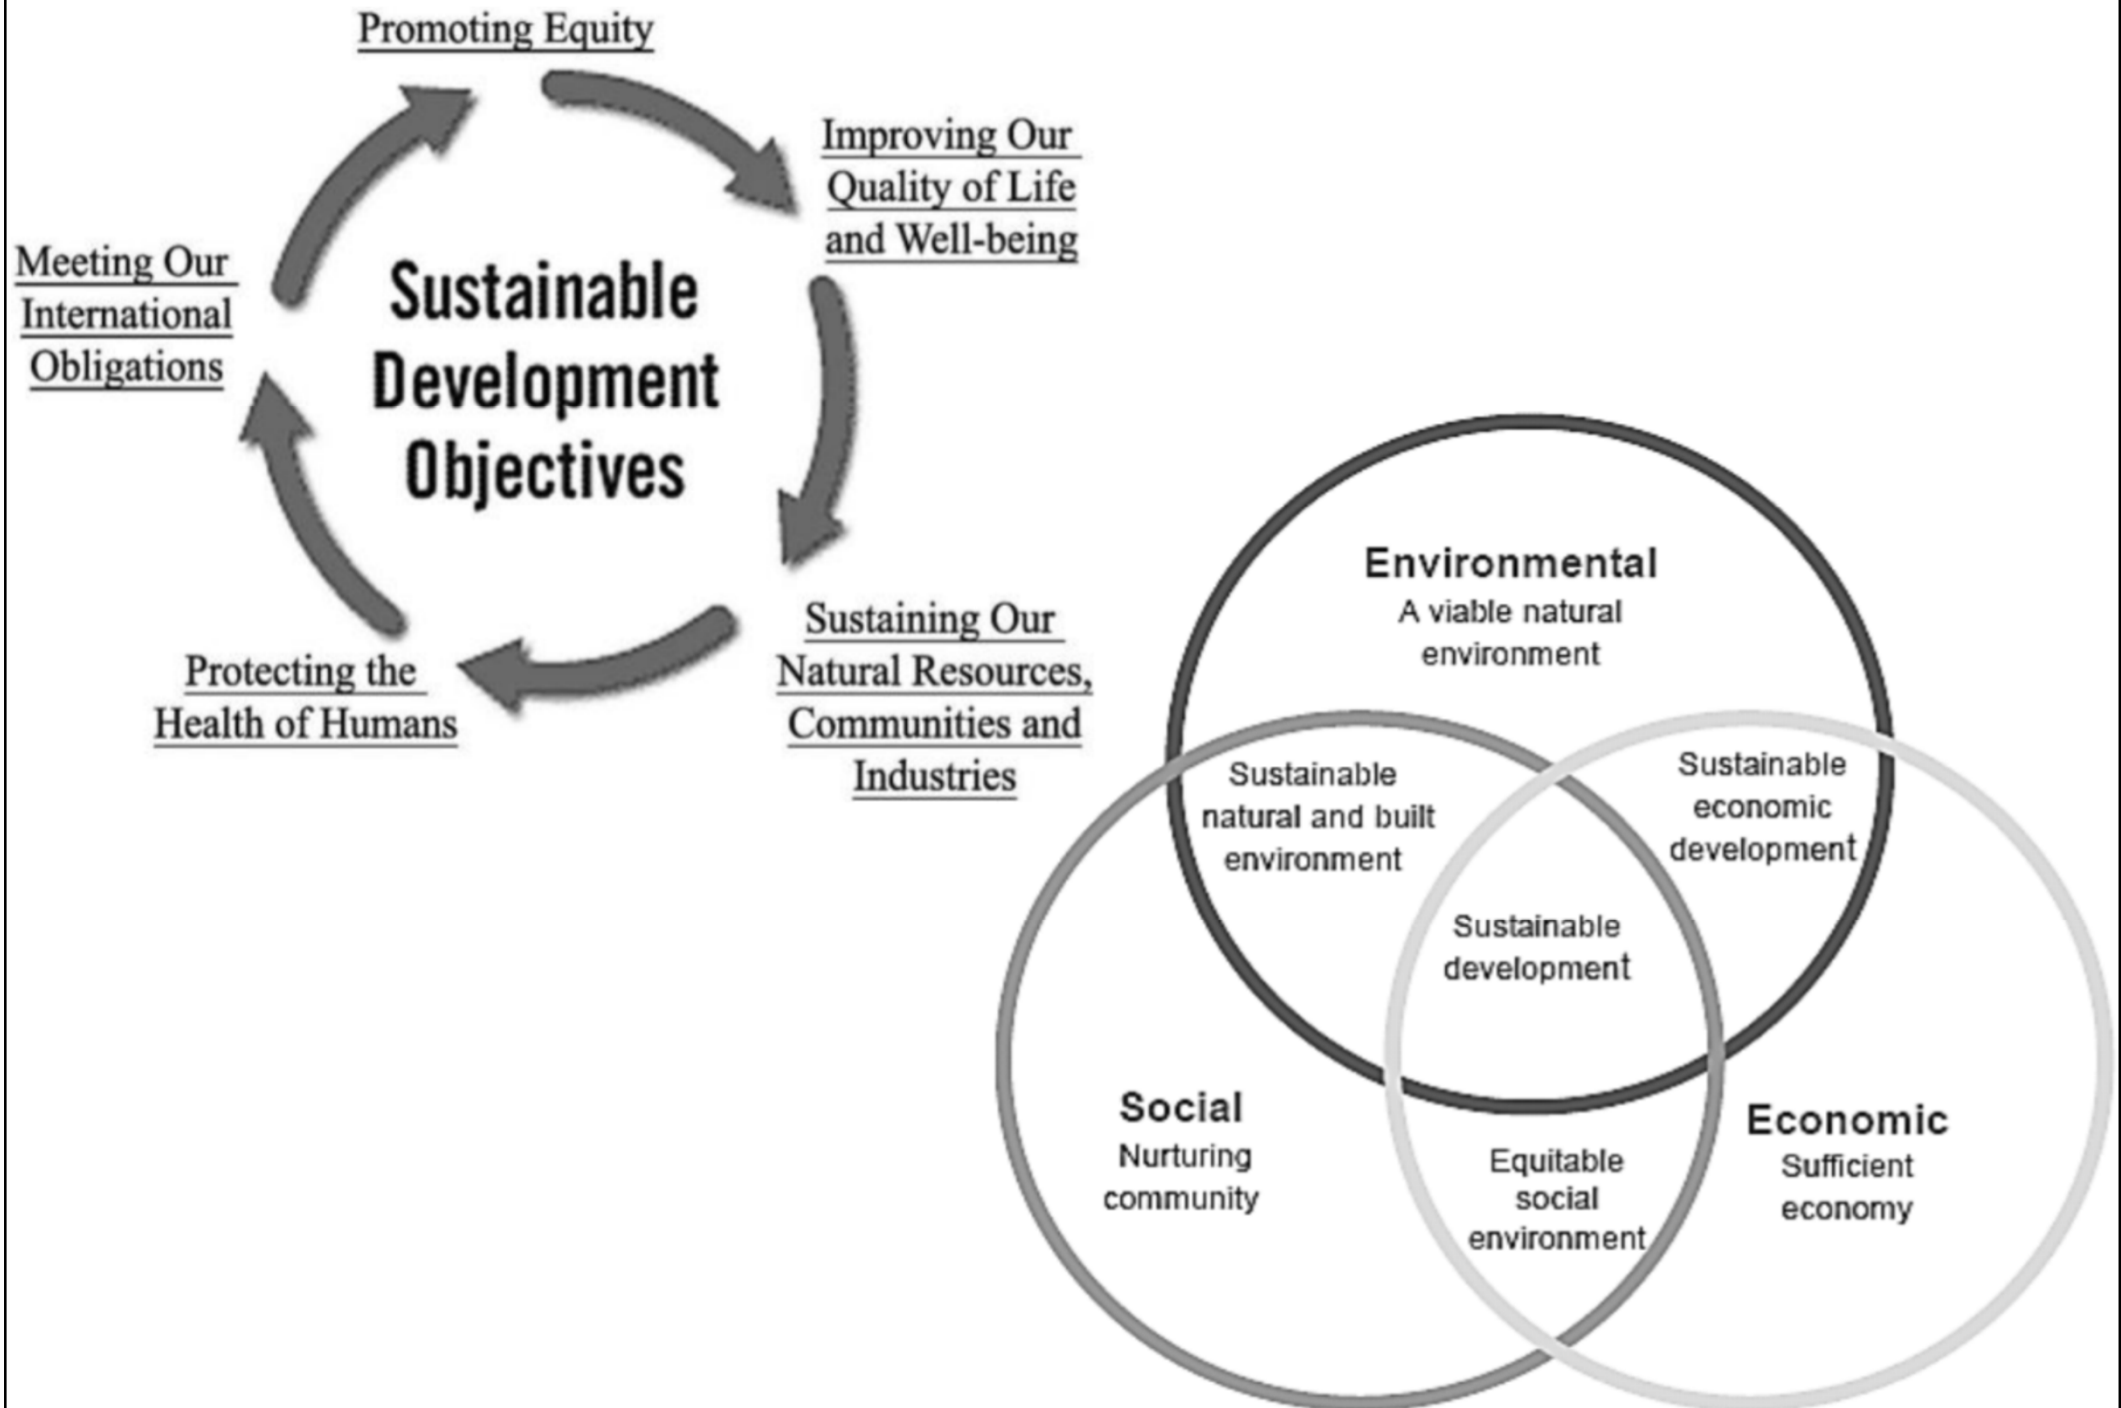 Promoting Equity
Improving Our
Quality of Life
and Well-being
Sustaining Our
Natural Resources,
Communities and
Industries
Protecting the
Health of Humans
Meeting Our
International
Obligations
Sustainable
Development
Objectives
Environmental
A viable natural
environment
Sustainable
natural and built
environment
Sustainable
economic
development
Sustainable
development
Social
Nurturing
community
Equitable
social
environment
Economic
Sufficient
economy